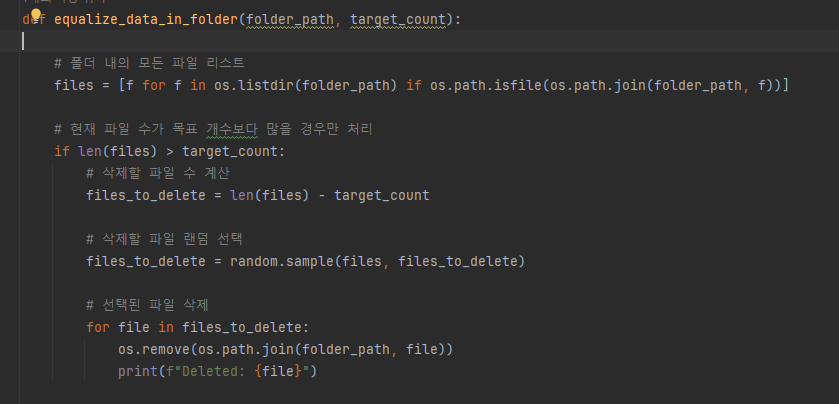 def equalize_data_in_folder(folder_path, target_count):
# 폴더 내의 모든 파일 리스트
files = [f for f in os.listdir(folder_path) if os.path.isfile(os.path.join(folder_path, f))]
# 현재 파일 수가 목표 개수보다 많을 경우만 처리
if len(files) > target_count:
# 삭제할 파일 수 계산
files_to_delete = len(files) - target_count
# 삭제할 파일 랜덤 선택
files_to_delete = random.sample(files, files_to_delete)
# 선택된 파일 삭제
for file in files_to_delete:
os.remove(os.path.join(folder_path, file))
print(f"Deleted: {file}")